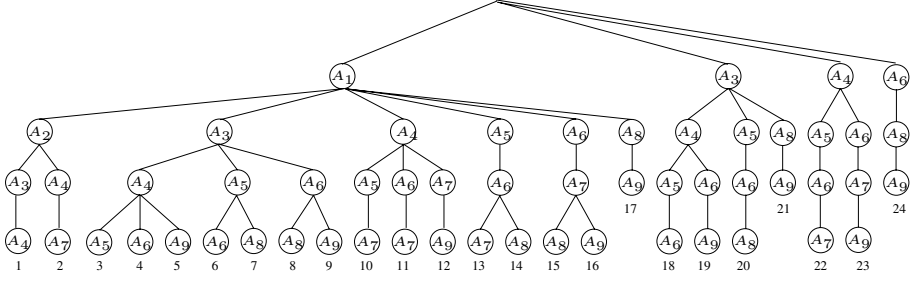 A₁ A₃ A₄ A₆
A₂ A₃ A₄ A₅ A₆ A₈ A₄ A₅ A₈ A₅ A₆ A₈
A₃ A₄ A₄ A₅ A₆ A₅ A₆ A₇ A₆ A₇ A₉ A₅ A₆ A₆ A₉ A₆ A₇ A₉
17 21 24
A₄ A₇ A₅ A₆ A₉ A₆ A₈ A₈ A₉ A₇ A₇ A₉ A₇ A₈ A₈ A₉ A₆ A₉ A₈ A₇ A₉
1 2 3 4 5 6 7 8 9 10 11 12 13 14 15 16 18 19 20 22 23